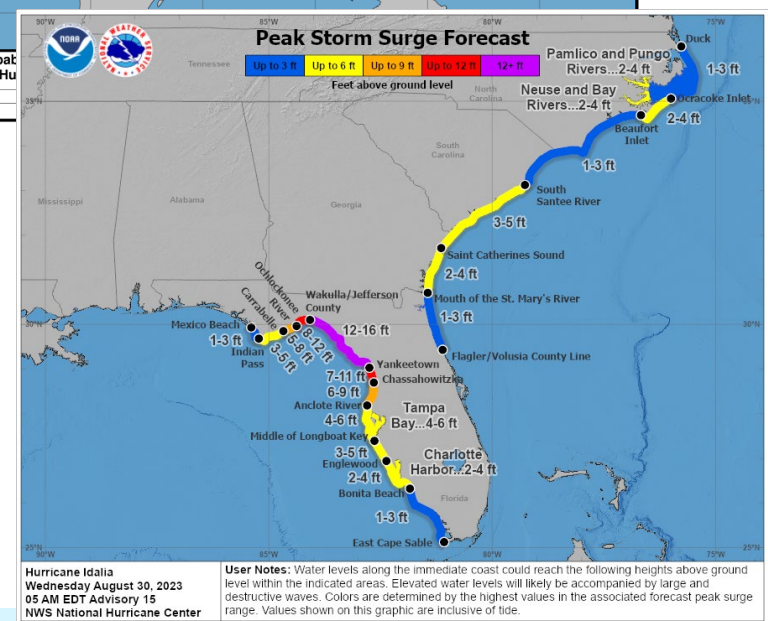 90°W
85°W
80°W
75°W
pab
Hu
NOAA
NATIONAL WEATHER SERVICE
Peak Storm Surge Forecast
Up to 3 ft
Up to 6 ft
Up to 9 ft
Up to 12 ft
12+ ft
Feet above ground level
Tennessee
North
Carolina
South
Carolina
Mississippi
Alabama
Georgia
Florida
Duck
Pamlico and Pungo
Rivers...2-4 ft
1-3 ft
Neuse and Bay
Rivers...2-4 ft
Ocracoke Inlet
2-4 ft
Beaufort
Inlet
1-3 ft
South
Santee River
3-5 ft
Saint Catherines Sound
2-4 ft
Mouth of the St. Mary's River
1-3 ft
Flagler/Volusia County Line
Mexico Beach
1-3 ft
Indian
Pass
3-5 ft
Carrabelle
5-8 ft
Ochlockonee
River
8-12 ft
Wakulla/Jefferson
County
12-16 ft
Yankeetown
7-11 ft
Chassahowitzka
6-9 ft
Anclote River
4-6 ft
Tampa
Bay...4-6 ft
Middle of Longboat Key
3-5 ft
Englewood
2-4 ft
Charlotte
Harbor...2-4 ft
Bonita Beach
1-3 ft
East Cape Sable
35°N
30°N
30°N
25°N
25°N
85°W
80°W
75°W
Hurricane Idalia
Wednesday August 30, 2023
05 AM EDT Advisory 15
NWS National Hurricane Center
User Notes: Water levels along the immediate coast could reach the following heights above ground
level within the indicated areas. Elevated water levels will likely be accompanied by large and
destructive waves. Colors are determined by the highest values in the associated forecast peak surge
range. Values shown on this graphic are inclusive of tide.